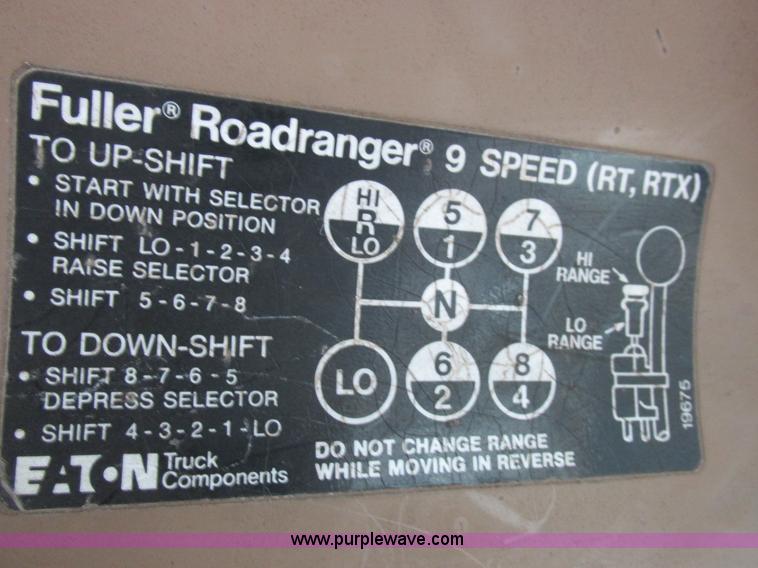 Fuller® Roadranger® 9 SPEED (RT, RTX)
TO UP-SHIFT
• START WITH SELECTOR
IN DOWN POSITION
• SHIFT LO-1-2-3-4
RAISE SELECTOR
• SHIFT 5-6-7-8
TO DOWN-SHIFT
• SHIFT 8-7-6-5
DEPRESS SELECTOR
• SHIFT 4-3-2-1-LO
EATON Truck
Components
HI
R
LO
5
1
7
3
N
LO
6
2
8
4
DO NOT CHANGE RANGE
WHILE MOVING IN REVERSE
HI
RANGE
LO
RANGE
19675
www.purplewave.com